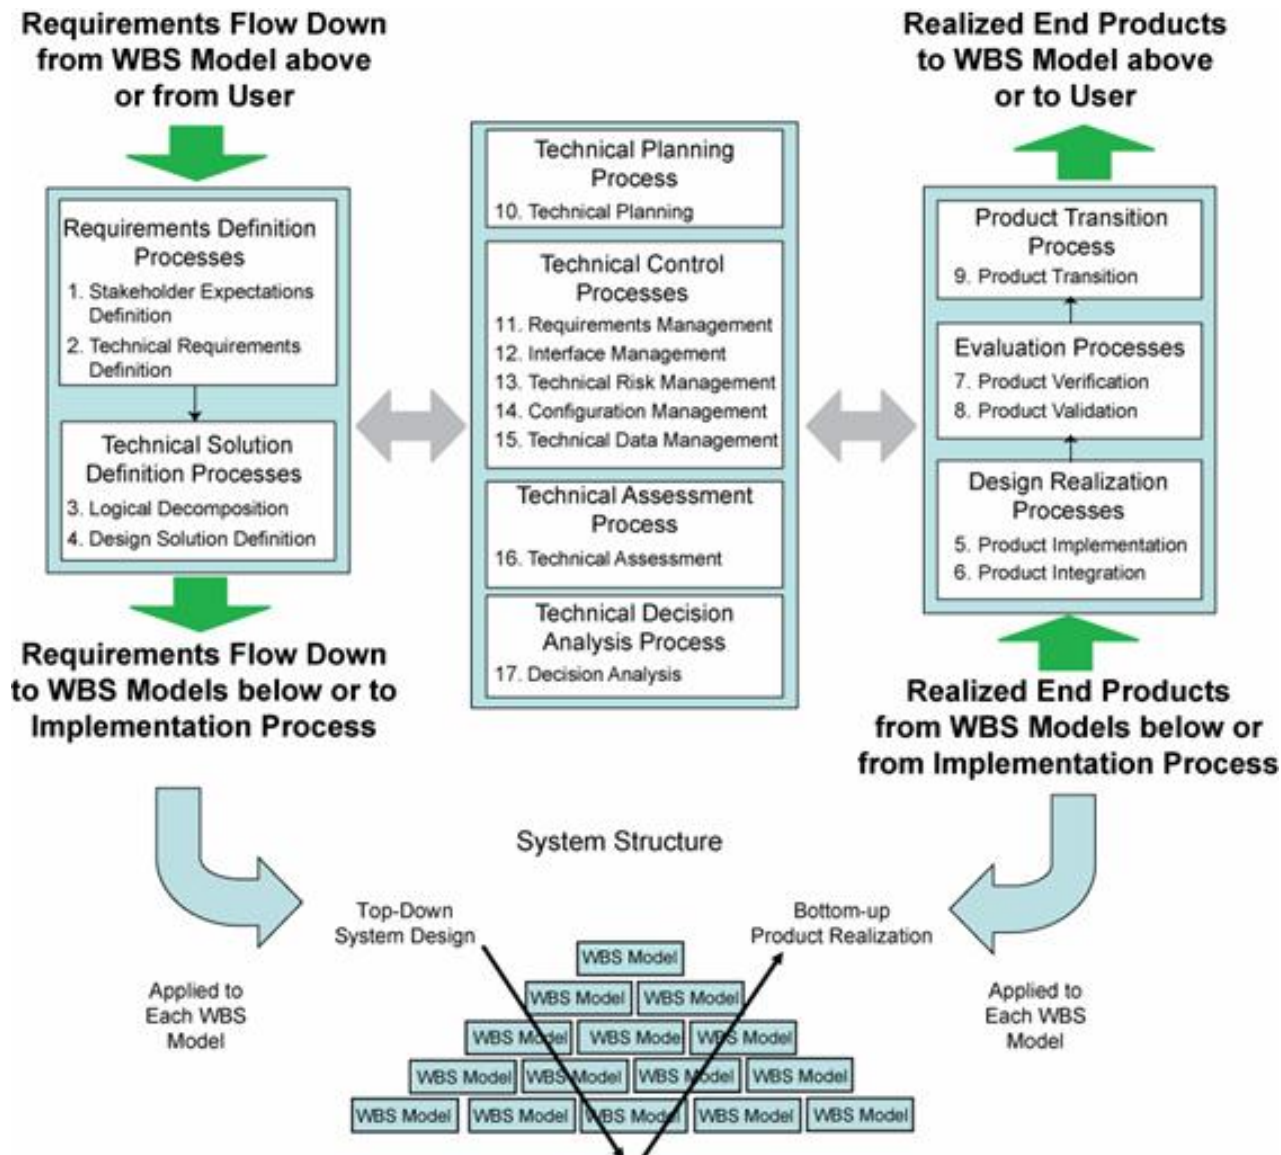 Requirements Flow Down
from WBS Model above
or from User
Requirements Definition
Processes
1. Stakeholder Expectations
Definition
2. Technical Requirements
Definition
Technical Solution
Definition Processes
3. Logical Decomposition
4. Design Solution Definition
Requirements Flow Down
to WBS Models below or to
Implementation Process
Technical Planning
Process
10. Technical Planning
Technical Control
Processes
11. Requirements Management
12. Interface Management
13. Technical Risk Management
14. Configuration Management
15. Technical Data Management
Technical Assessment
Process
16. Technical Assessment
Technical Decision
Analysis Process
17. Decision Analysis
Realized End Products
to WBS Model above
or to User
Product Transition
Process
9. Product Transition
Evaluation Processes
7. Product Verification
8. Product Validation
Design Realization
Processes
5. Product Implementation
6. Product Integration
Realized End Products
from WBS Models below or
from Implementation Process
System Structure
Top-Down
System Design
Bottom-up
Product Realization
Applied to
Each WBS
Model
Applied to
Each WBS
Model
WBS Model
WBS Model WBS Model
WBS Model WBS Model WBS Model
WBS Model WBS Model WBS Model WBS Model
WBS Model WBS Model WBS Model WBS Model WBS Model